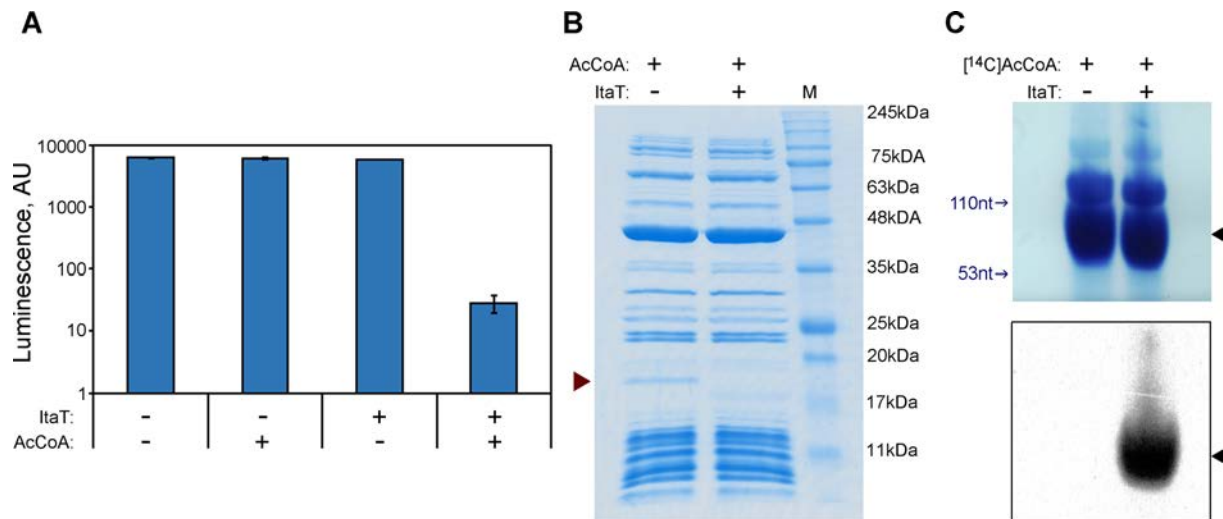 A
Luminescence, AU
10000
1000
100
10
1
ItaT: - - + +
AcCoA: - + - +
B
AcCoA: + +
ItaT: - + M
245kDa
75kDA
63kDa
48kDA
35kDa
25kDa
20kDa
17kDa
11kDa
C
[¹⁴C]AcCoA: + +
ItaT: - +
110nt→
53nt→